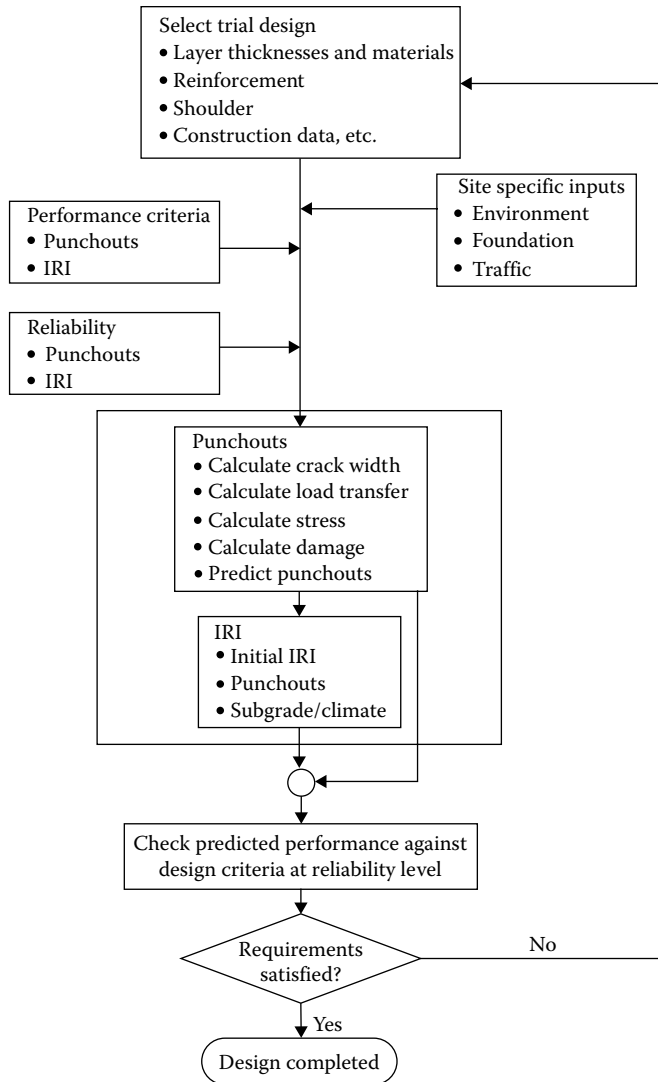 Select trial design
• Layer thicknesses and materials
• Reinforcement
• Shoulder
• Construction data, etc.
Site specific inputs
• Environment
• Foundation
• Traffic
Performance criteria
• Punchouts
• IRI
Reliability
• Punchouts
• IRI
Punchouts
• Calculate crack width
• Calculate load transfer
• Calculate stress
• Calculate damage
• Predict punchouts
IRI
• Initial IRI
• Punchouts
• Subgrade/climate
Check predicted performance against
design criteria at reliability level
Requirements
satisfied?
No
Yes
Design completed